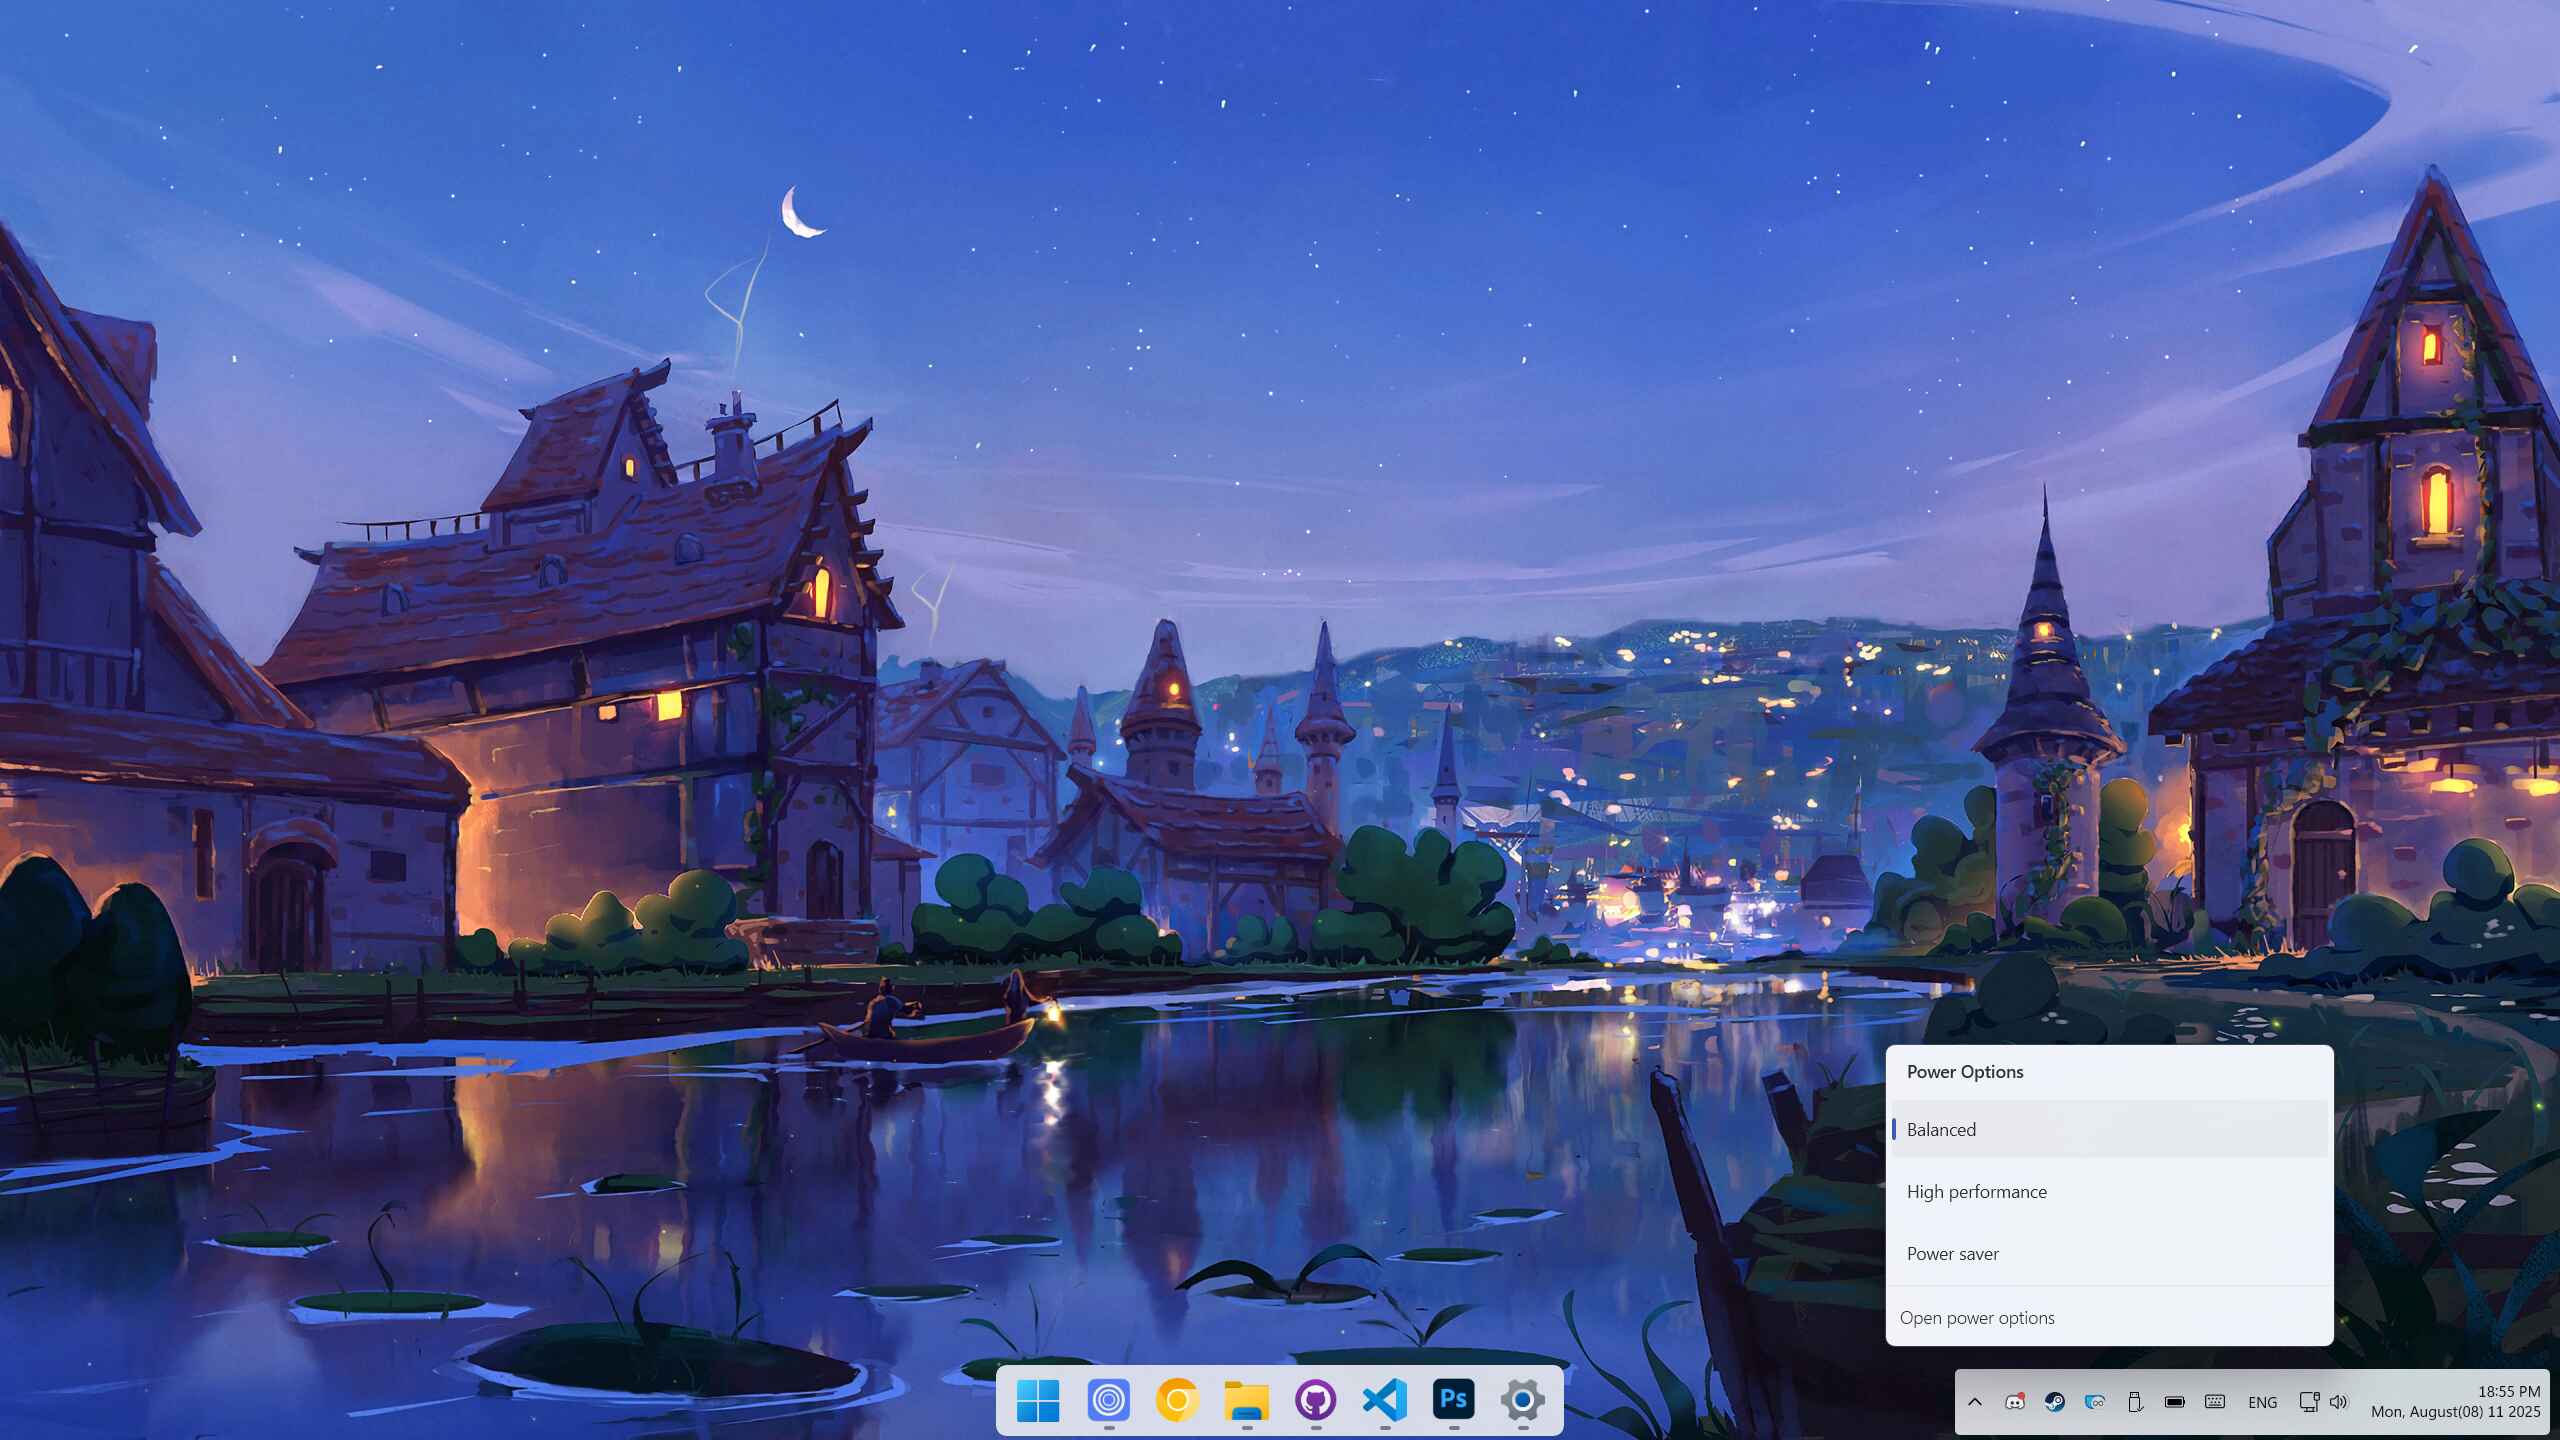 Power Options
Balanced
High performance
Power saver
Open power options
Ps
ENG
18:55 PM
Mon, August(08) 11 2025